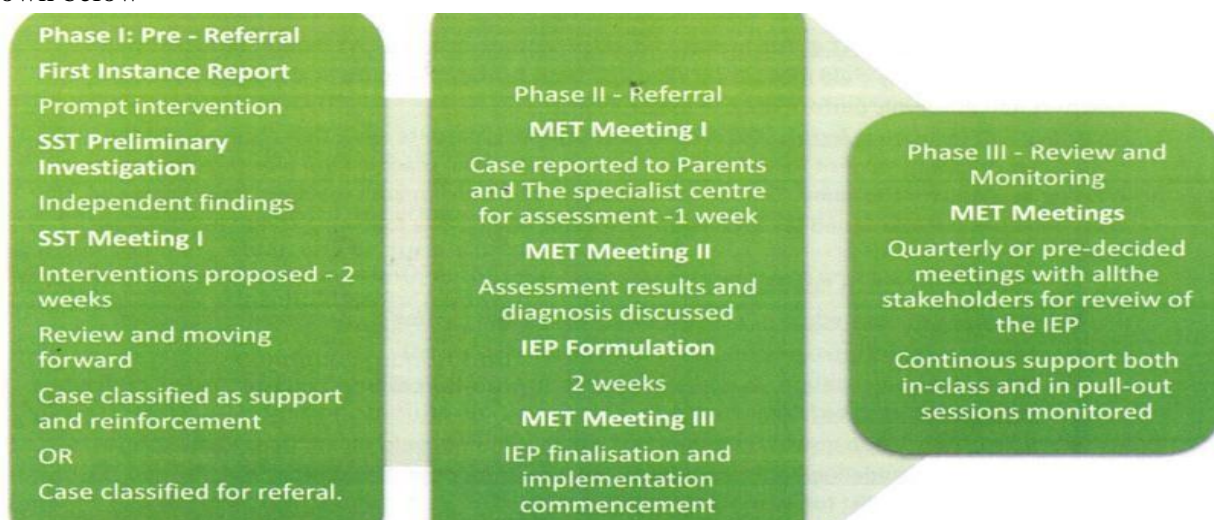 Phase I: Pre - Referral
First Instance Report
Prompt intervention
SST Preliminary
Investigation
Independent findings
SST Meeting I
Interventions proposed - 2
weeks
Review and moving
forward
Case classified as support
and reinforcement
OR
Case classified for referal.
Phase II - Referral
MET Meeting I
Case reported to Parents
and The specialist centre
for assessment -1 week
MET Meeting II
Assessment results and
diagnosis discussed
IEP Formulation
2 weeks
MET Meeting III
IEP finalisation and
implementation
commencement
Phase III - Review and
Monitoring
MET Meetings
Quarterly or pre-decided
meetings with allthe
stakeholders for reveiw of
the IEP
Continous support both
in-class and in pull-out
sessions monitored